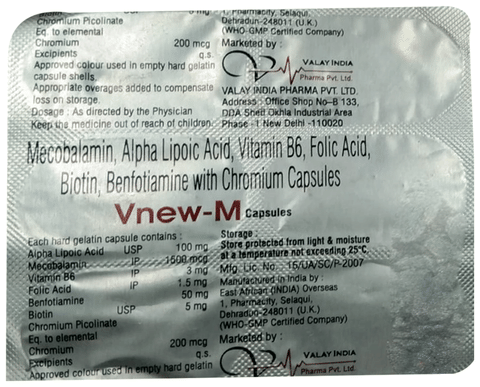 Chromium Picolinate
Eq. to elemental
Chromium 200 mcg
Excipients q.s.
Approved colour used in empty hard gelatin
capsule shells.
Appropriate overages added to compensate
loss on storage.
Dosage : As directed by the Physician
Keep the medicine out of reach of children.
1, Pharmacity, Selaqui,
Dehradun-248011 (U.K.)
(WHO-GMP Certified Company)
Marketed by :
VALAY INDIA
Pharma Pvt. Ltd.
VALAY INDIA PHARMA PVT. LTD.
Address : Office Shop No-B 133,
DDA Shed Okhla Industrial Area
Phase -1 New Delhi -110020
Mecobalamin, Alpha Lipoic Acid, Vitamin B6, Folic Acid,
Biotin, Benfotiamine with Chromium Capsules
Vnew-M Capsules
Each hard gelatin capsule contains :
Alpha Lipoic Acid USP 100 mg
Mecobalamin IP 1500 mcg
Vitamin B6 IP 3 mg
Folic Acid IP 1.5 mg
Benfotiamine 50 mg
Biotin USP 5 mg
Chromium Picolinate
Eq. to elemental
Chromium 200 mcg
Excipients q.s.
Approved colour used in empty hard gelatin
Storage :
Store protected from light & moisture
at a temperature not exceeding 25°C.
Mfg. Lic. No. : 15/UA/SC/P-2007
Manufactured in India by :
East African (INDIA) Overseas
1, Pharmacity, Selaqui,
Dehradun-248011 (U.K.)
(WHO-GMP Certified Company)
Marketed by :
VALAY INDIA
Pharma Pvt. Ltd.